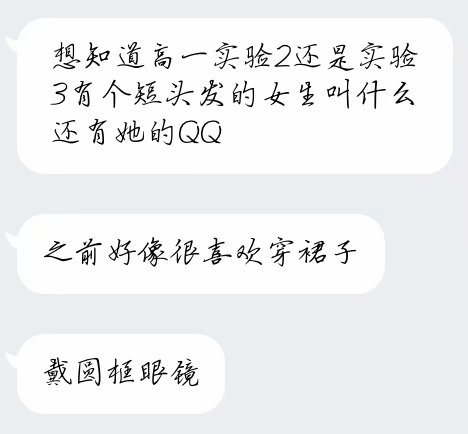 想知道高一实验2还是实验
3有个短头发的女生叫什么
还有她的QQ
之前好像很喜欢穿裙子
戴圆框眼镜